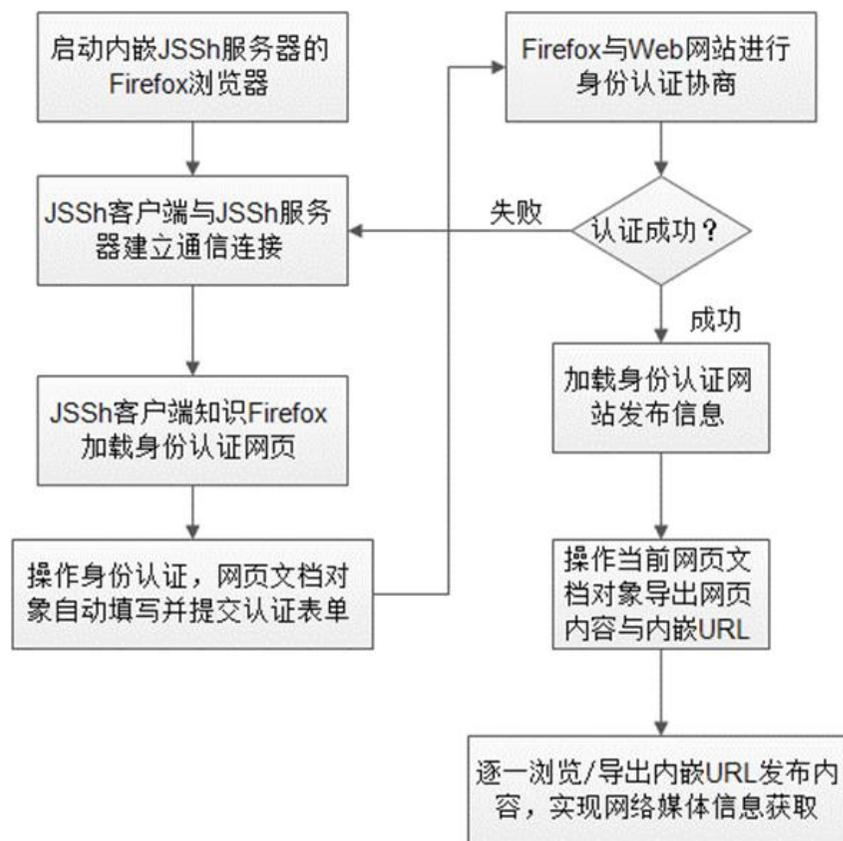 启动内嵌JSSh服务器的
Firefox浏览器
JSSh客户端与JSSh服务
器建立通信连接
JSSh客户端知识Firefox
加载身份认证网页
操作身份认证，网页文档对
象自动填写并提交认证表单
Firefox与Web网站进行
身份认证协商
认证成功？
失败
成功
加载身份认证网
站发布信息
操作当前网页文
档对象导出网页
内容与内嵌URL
逐一浏览/导出内嵌URL发布内
容，实现网络媒体信息获取